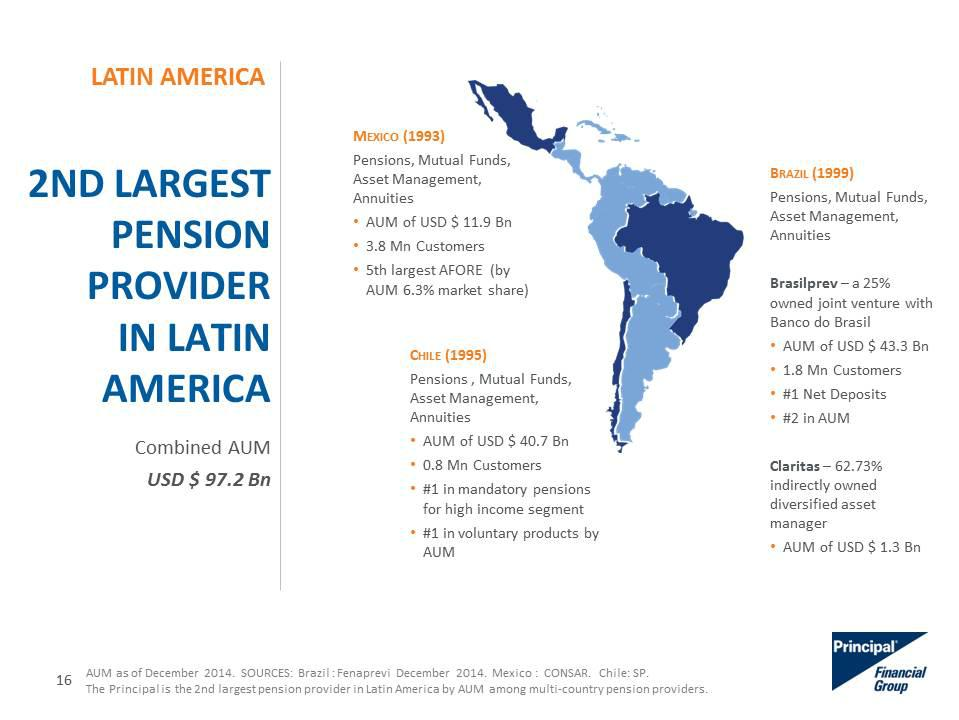 LATIN AMERICA
2ND LARGEST
PENSION
PROVIDER
IN LATIN
AMERICA
Combined AUM
USD $ 97.2 Bn
MEXICO (1993)
Pensions, Mutual Funds,
Asset Management,
Annuities
• AUM of USD $ 11.9 Bn
• 3.8 Mn Customers
• 5th largest AFORE (by
AUM 6.3% market share)
CHILE (1995)
Pensions , Mutual Funds,
Asset Management,
Annuities
• AUM of USD $ 40.7 Bn
• 0.8 Mn Customers
• #1 in mandatory pensions
for high income segment
• #1 in voluntary products by
AUM
BRAZIL (1999)
Pensions, Mutual Funds,
Asset Management,
Annuities
Brasilprev – a 25%
owned joint venture with
Banco do Brasil
• AUM of USD $ 43.3 Bn
• 1.8 Mn Customers
• #1 Net Deposits
• #2 in AUM
Claritas – 62.73%
indirectly owned
diversified asset
manager
• AUM of USD $ 1.3 Bn
16
AUM as of December 2014. SOURCES: Brazil : Fenaprevi December 2014. Mexico : CONSAR. Chile: SP.
The Principal is the 2nd largest pension provider in Latin America by AUM among multi-country pension providers.
Principal
Financial
Group